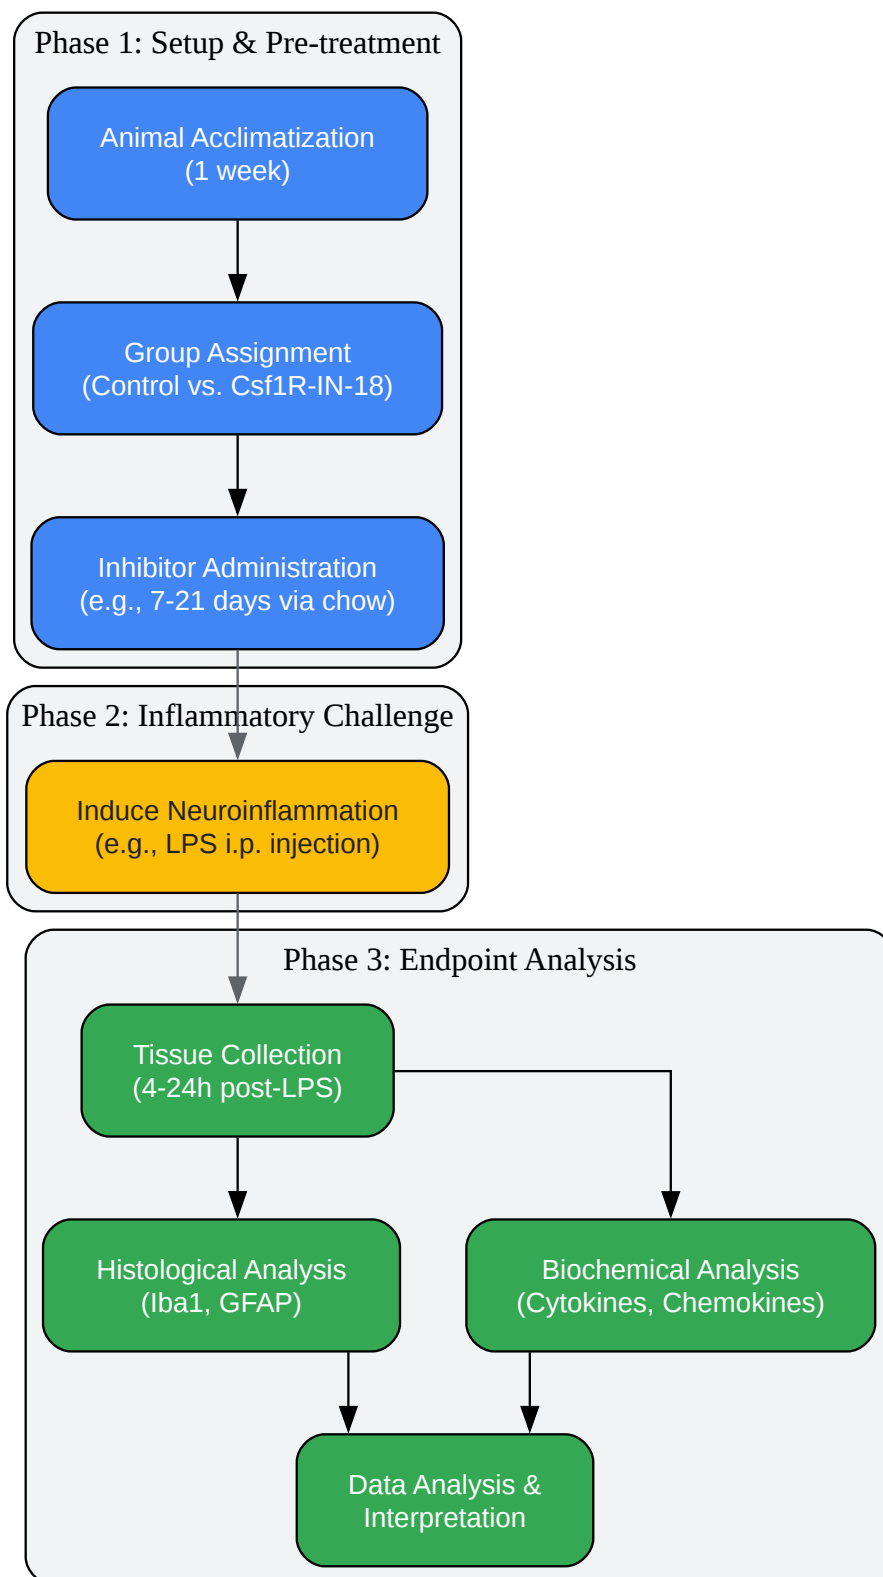 Phase 1: Setup & Pre-treatment
Animal Acclimatization
(1 week)
Group Assignment
(Control vs. Csf1R-IN-18)
Inhibitor Administration
(e.g., 7-21 days via chow)
Phase 2: Inflammatory Challenge
Induce Neuroinflammation
(e.g., LPS i.p. injection)
Phase 3: Endpoint Analysis
Tissue Collection
(4-24h post-LPS)
Histological Analysis
(Iba1, GFAP)
Biochemical Analysis
(Cytokines, Chemokines)
Data Analysis &
Interpretation